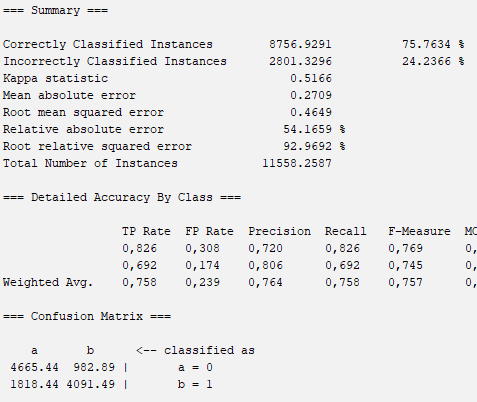 === Summary ===
Correctly Classified Instances 8756.9291 75.7634 %
Incorrectly Classified Instances 2801.3296 24.2366 %
Kappa statistic 0.5166
Mean absolute error 0.2709
Root mean squared error 0.4649
Relative absolute error 54.1659 %
Root relative squared error 92.9692 %
Total Number of Instances 11558.2587
=== Detailed Accuracy By Class ===
TP Rate FP Rate Precision Recall F-Measure MC
0,826 0,308 0,720 0,826 0,769 0,
0,692 0,174 0,806 0,692 0,745 0,
Weighted Avg. 0,758 0,239 0,764 0,758 0,757 0,
=== Confusion Matrix ===
a b <-- classified as
4665.44 982.89 | a = 0
1818.44 4091.49 | b = 1